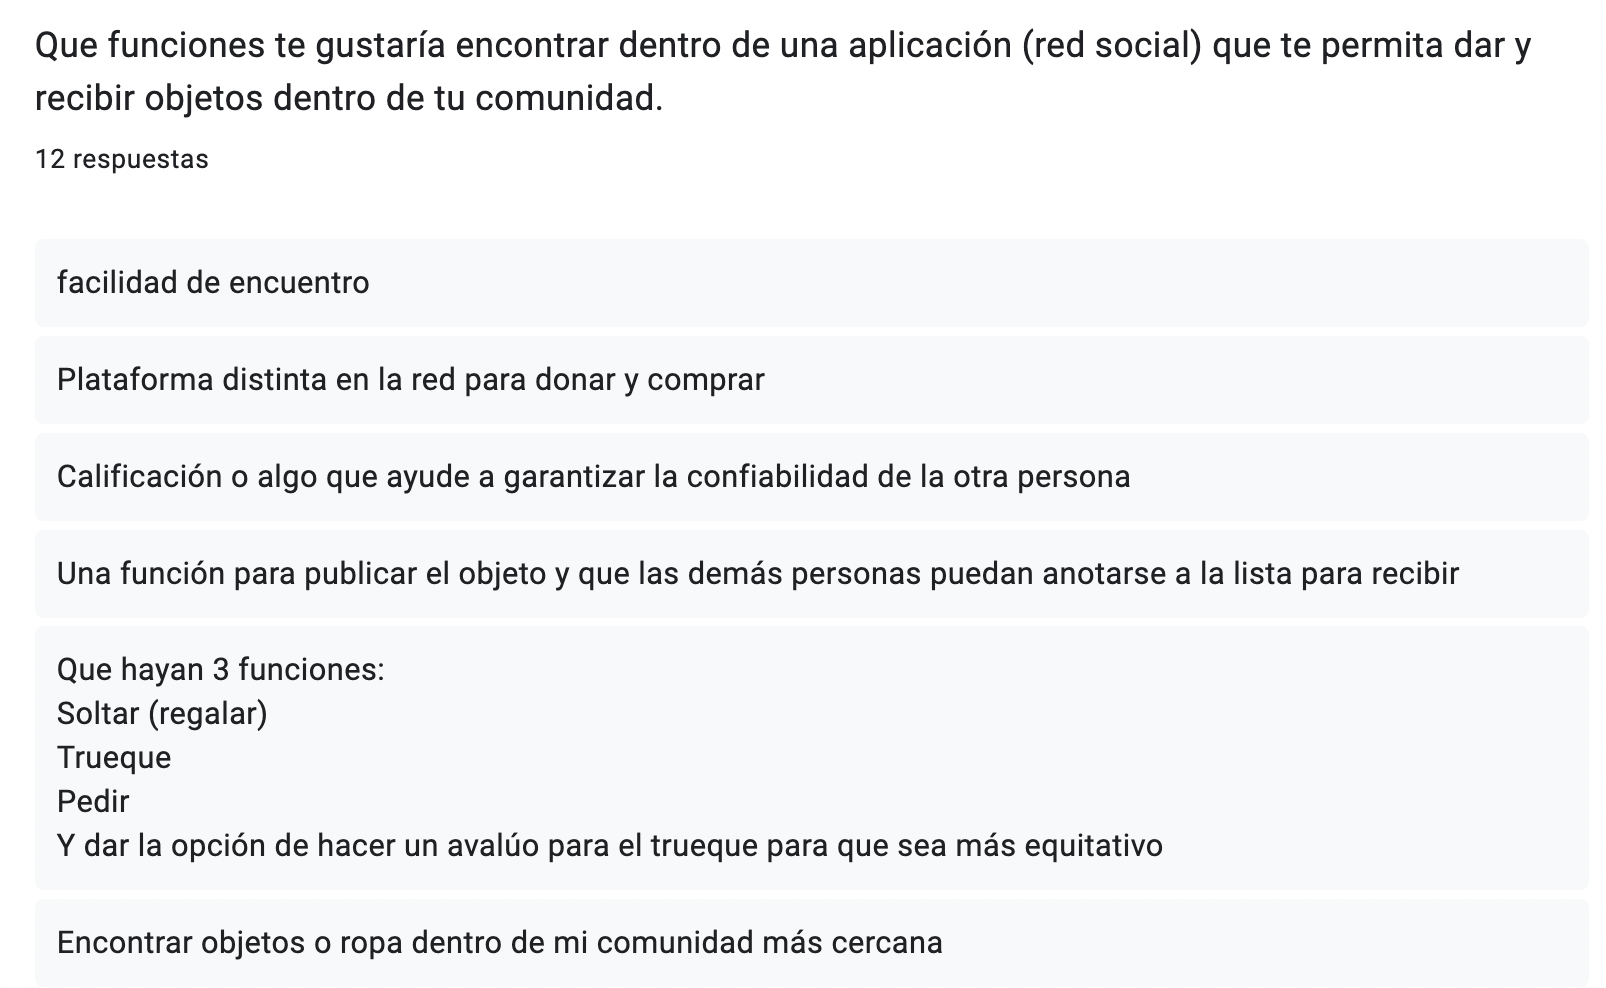 Que funciones te gustaría encontrar dentro de una aplicación (red social) que te permita dar y
recibir objetos dentro de tu comunidad.
12 respuestas
facilidad de encuentro
Plataforma distinta en la red para donar y comprar
Calificación o algo que ayude a garantizar la confiabilidad de la otra persona
Una función para publicar el objeto y que las demás personas puedan anotarse a la lista para recibir
Que hayan 3 funciones:
Soltar (regalar)
Trueque
Pedir
Y dar la opción de hacer un avalúo para el trueque para que sea más equitativo
Encontrar objetos o ropa dentro de mi comunidad más cercana